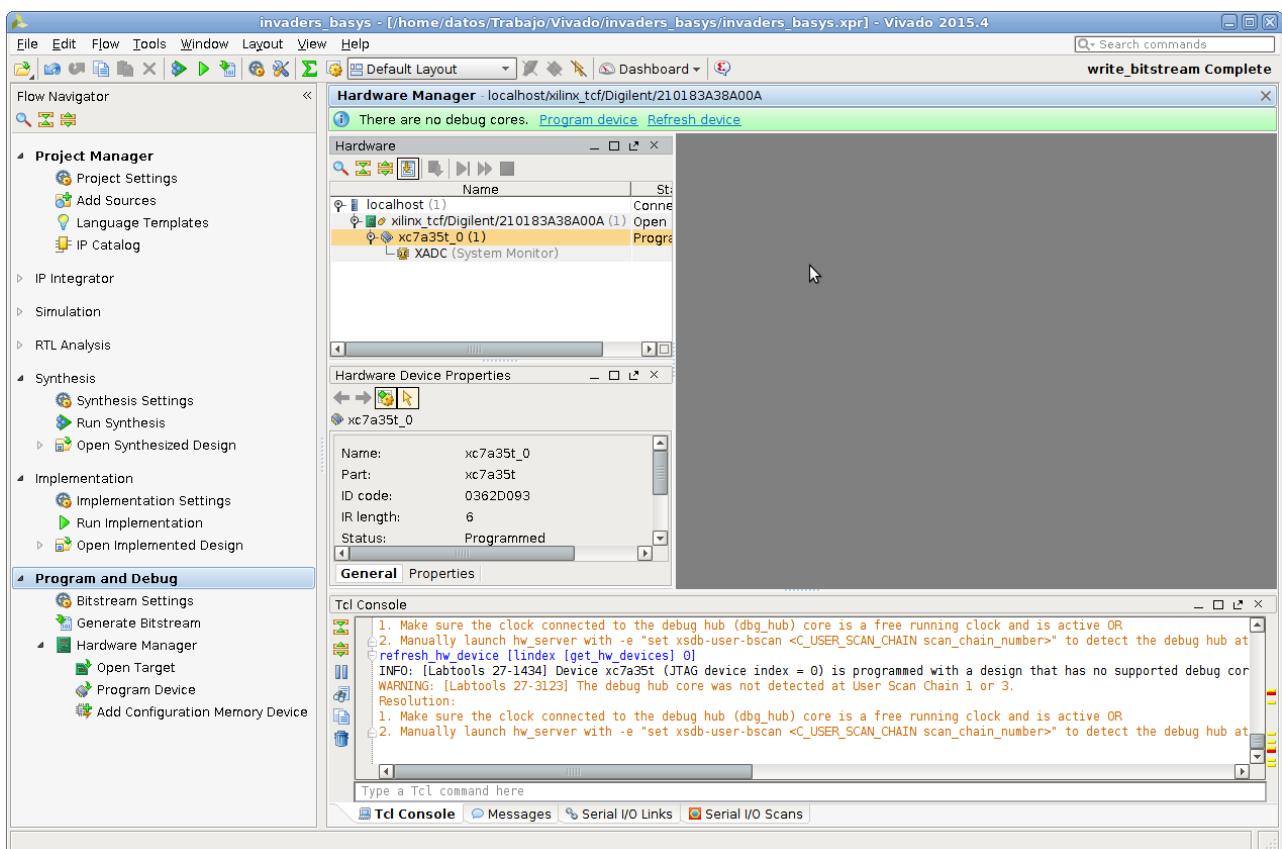 invaders_basys - [/home/datos/Trabajo/Vivado/invaders_basys/invaders_basys.xpr] - Vivado 2015.4
File Edit Flow Tools Window Layout View Help
Search commands
Default Layout
Dashboard
write_bitstream Complete
Flow Navigator
Project Manager
Project Settings
Add Sources
Language Templates
IP Catalog
IP Integrator
Simulation
RTL Analysis
Synthesis
Synthesis Settings
Run Synthesis
Open Synthesized Design
Implementation
Implementation Settings
Run Implementation
Open Implemented Design
Program and Debug
Bitstream Settings
Generate Bitstream
Hardware Manager
Open Target
Program Device
Add Configuration Memory Device
Hardware Manager - localhost/xilinx_tcf/Digilent/210183A38A00A
There are no debug cores. Program device Refresh device
Hardware
Name St
localhost (1) Conne
xilinx_tcf/Digilent/210183A38A00A (1) Open
xc7a35t_0 (1) Progra
XADC (System Monitor)
Hardware Device Properties
xc7a35t_0
Name: xc7a35t_0
Part: xc7a35t
ID code: 0362D093
IR length: 6
Status: Programmed
General Properties
Tcl Console
1. Make sure the clock connected to the debug hub (dbg_hub) core is a free running clock and is active OR
2. Manually launch hw_server with -e "set xsdb-user-bscan <C_USER_SCAN_CHAIN scan_chain_number>" to detect the debug hub at
refresh_hw_device [lindex [get_hw_devices] 0]
INFO: [Labtools 27-1434] Device xc7a35t (JTAG device index = 0) is programmed with a design that has no supported debug cor
WARNING: [Labtools 27-3123] The debug hub core was not detected at User Scan Chain 1 or 3.
Resolution:
1. Make sure the clock connected to the debug hub (dbg_hub) core is a free running clock and is active OR
2. Manually launch hw_server with -e "set xsdb-user-bscan <C_USER_SCAN_CHAIN scan_chain_number>" to detect the debug hub at
Type a Tcl command here
Tcl Console Messages Serial I/O Links Serial I/O Scans